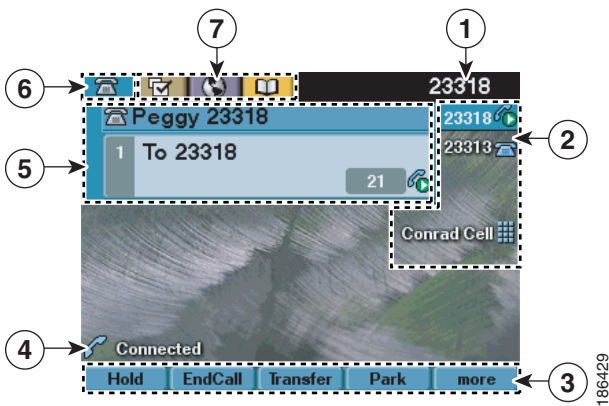 7
1
6
23318
Peggy 23318
23318
2
1 To 23318
23313
5
21
Conrad Cell
4
Connected
Hold EndCall Transfer Park more
3
186429